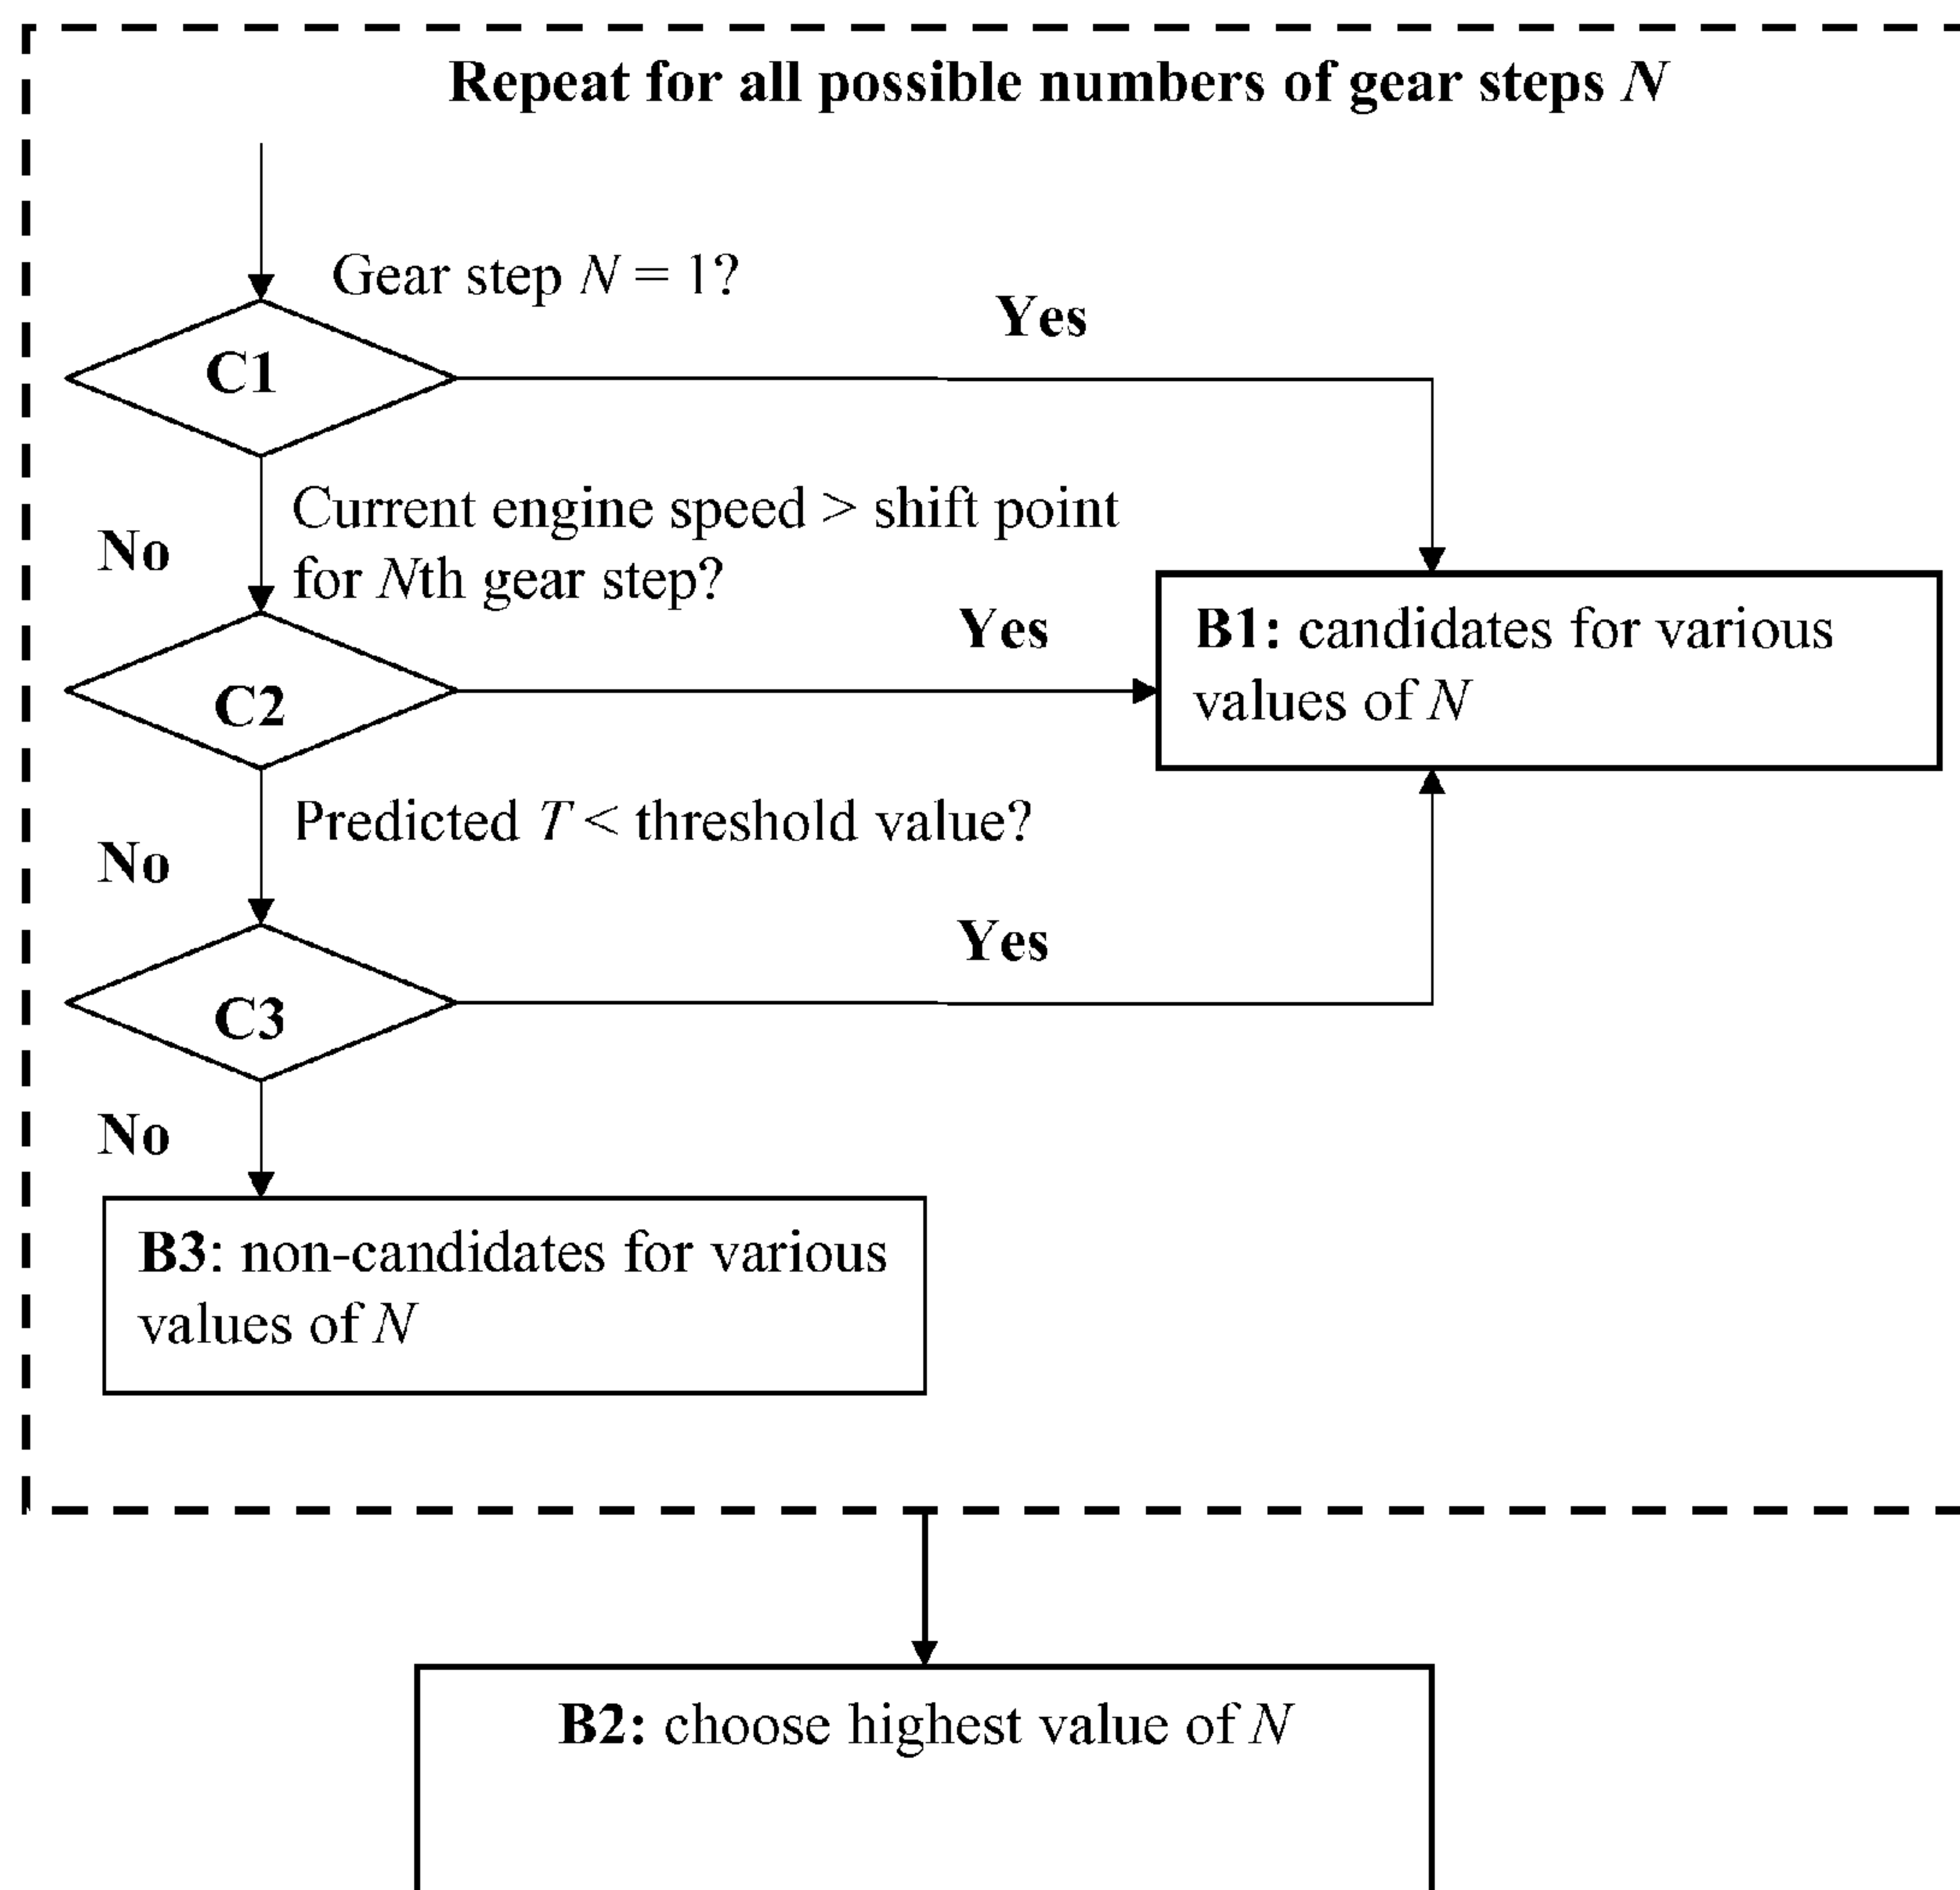 Repeat for all possible numbers of gear steps N
Gear step N = 1?
Yes
C1
Current engine speed > shift point
for Nth gear step?
No
Yes
B1: candidates for various
values of N
C2
Predicted T < threshold value?
No
Yes
C3
No
B3: non-candidates for various
values of N
B2: choose highest value of N